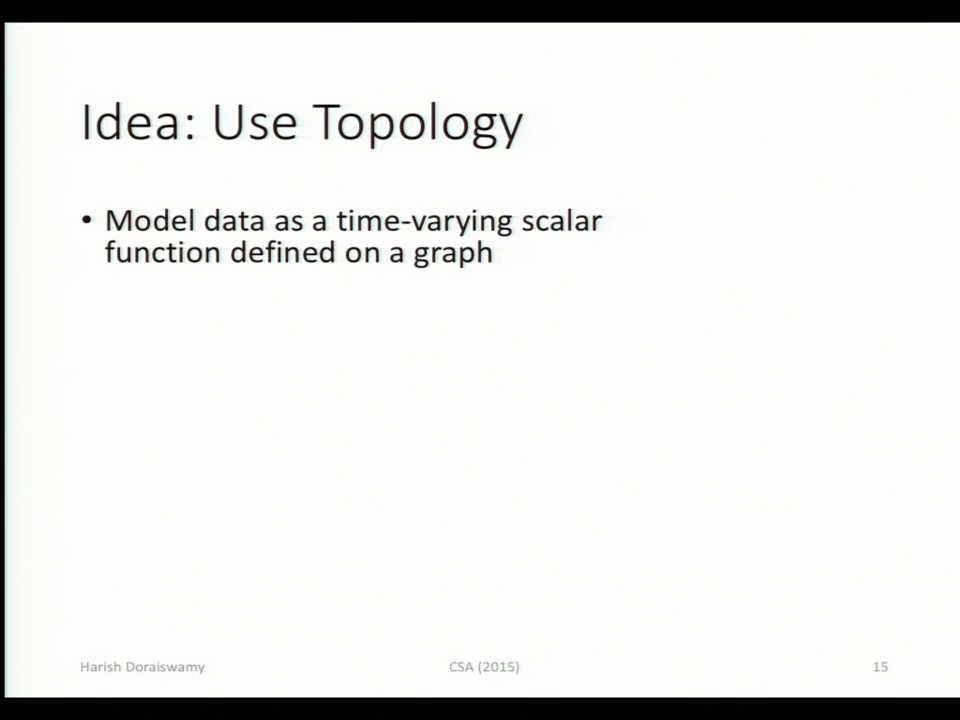 Idea: Use Topology
• Model data as a time-varying scalar
function defined on a graph
Harish Doraiswamy
CSA (2015)
15